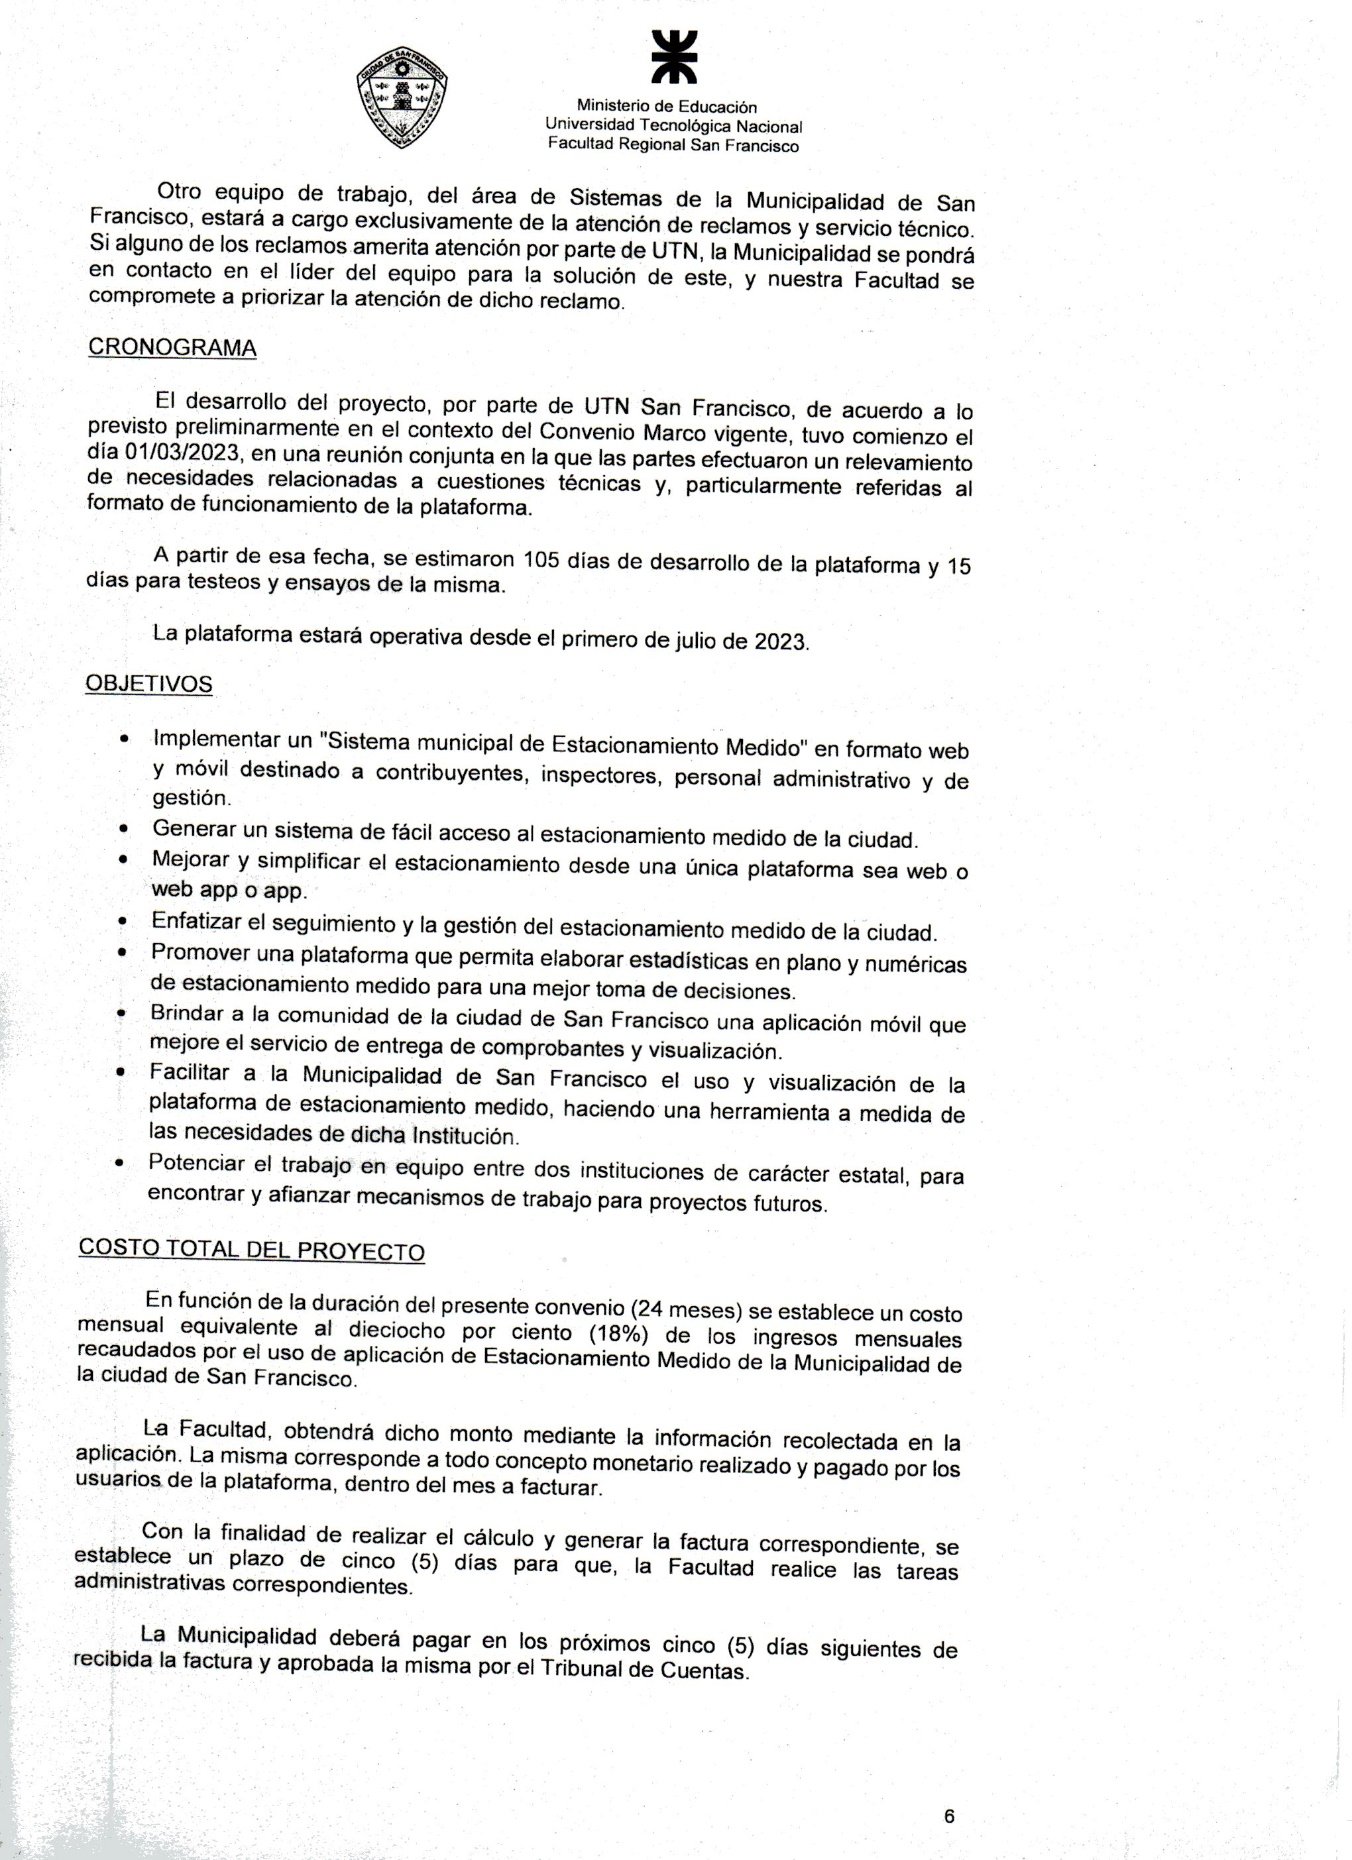 CIUDAD DE SAN FRANCISCO
Ministerio de Educación
Universidad Tecnológica Nacional
Facultad Regional San Francisco
Otro equipo de trabajo, del área de Sistemas de la Municipalidad de San
Francisco, estará a cargo exclusivamente de la atención de reclamos y servicio técnico.
Si alguno de los reclamos amerita atención por parte de UTN, la Municipalidad se pondrá
en contacto en el líder del equipo para la solución de este, y nuestra Facultad se
compromete a priorizar la atención de dicho reclamo.
CRONOGRAMA
El desarrollo del proyecto, por parte de UTN San Francisco, de acuerdo a lo
previsto preliminarmente en el contexto del Convenio Marco vigente, tuvo comienzo el
día 01/03/2023, en una reunión conjunta en la que las partes efectuaron un relevamiento
de necesidades relacionadas a cuestiones técnicas y, particularmente referidas al
formato de funcionamiento de la plataforma.
A partir de esa fecha, se estimaron 105 días de desarrollo de la plataforma y 15
días para testeos y ensayos de la misma.
La plataforma estará operativa desde el primero de julio de 2023.
OBJETIVOS
• Implementar un "Sistema municipal de Estacionamiento Medido" en formato web
y móvil destinado a contribuyentes, inspectores, personal administrativo y de
gestión.
• Generar un sistema de fácil acceso al estacionamiento medido de la ciudad.
• Mejorar y simplificar el estacionamiento desde una única plataforma sea web o
web app o app.
• Enfatizar el seguimiento y la gestión del estacionamiento medido de la ciudad.
• Promover una plataforma que permita elaborar estadísticas en plano y numéricas
de estacionamiento medido para una mejor toma de decisiones.
• Brindar a la comunidad de la ciudad de San Francisco una aplicación móvil que
mejore el servicio de entrega de comprobantes y visualización.
• Facilitar a la Municipalidad de San Francisco el uso y visualización de la
plataforma de estacionamiento medido, haciendo una herramienta a medida de
las necesidades de dicha Institución.
• Potenciar el trabajo en equipo entre dos instituciones de carácter estatal, para
encontrar y afianzar mecanismos de trabajo para proyectos futuros.
COSTO TOTAL DEL PROYECTO
En función de la duración del presente convenio (24 meses) se establece un costo
mensual equivalente al dieciocho por ciento (18%) de los ingresos mensuales
recaudados por el uso de aplicación de Estacionamiento Medido de la Municipalidad de
la ciudad de San Francisco.
La Facultad, obtendrá dicho monto mediante la información recolectada en la
aplicación. La misma corresponde a todo concepto monetario realizado y pagado por los
usuarios de la plataforma, dentro del mes a facturar.
Con la finalidad de realizar el cálculo y generar la factura correspondiente, se
establece un plazo de cinco (5) días para que, la Facultad realice las tareas
administrativas correspondientes.
La Municipalidad deberá pagar en los próximos cinco (5) días siguientes de
recibida la factura y aprobada la misma por el Tribunal de Cuentas.
6